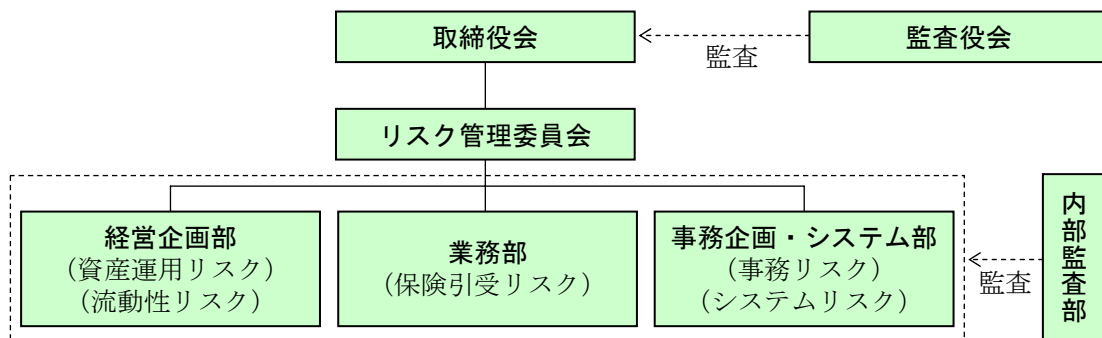 取締役会
監査
監査役会
リスク管理委員会
経営企画部
（資産運用リスク）
（流動性リスク）
業務部
（保険引受リスク）
事務企画・システム部
（事務リスク）
（システムリスク）
監査
内部監査部